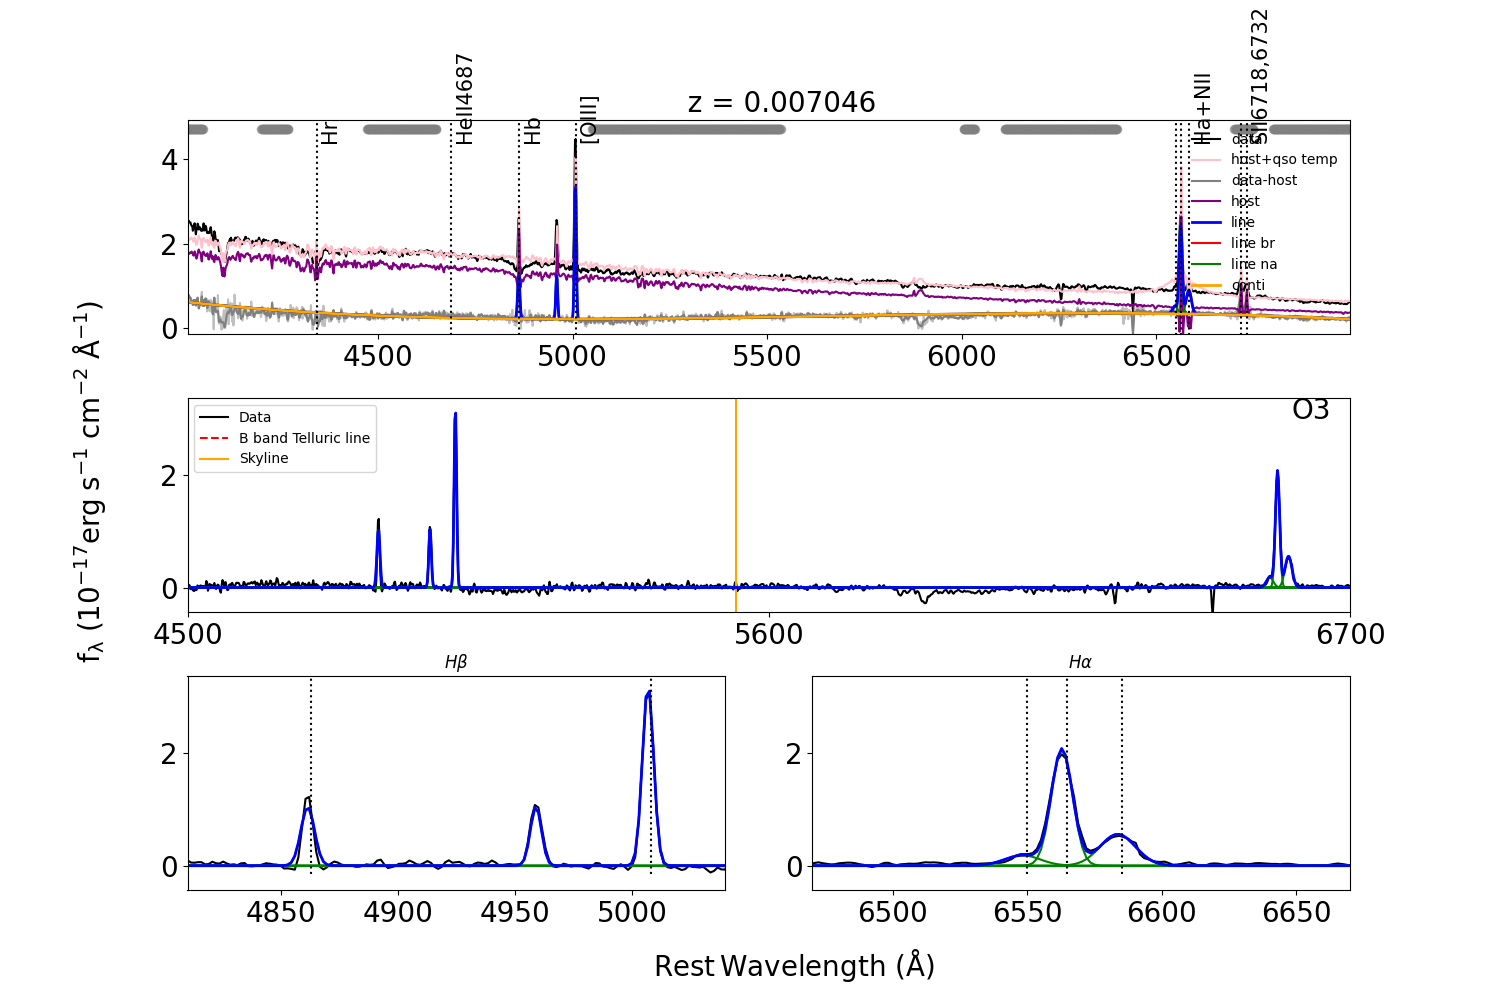 z = 0.007046
Hr
HeII4687
Hb
[OIII]
Ha+NII
SII6718,6732
data
host+qso temp
data-host
host
line
line br
line na
conti
4
2
0
4500
5000
5500
6000
6500
Data
B band Telluric line
Skyline
O3
2
0
4500
5600
6700
fλ (10−17erg s−1 cm−2 Å−1)
Hβ
2
0
4850
4900
4950
5000
Hα
2
0
6500
6550
6600
6650
Rest Wavelength (Å)